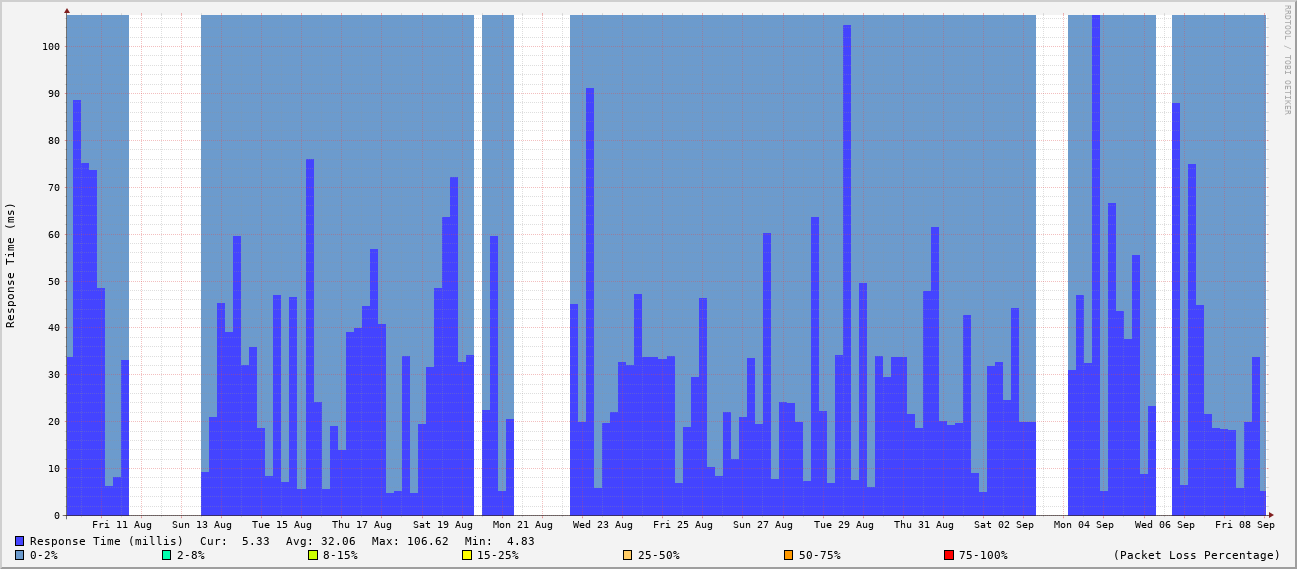 RRDTOOL / TOBI OETIKER
Response Time (ms)
100
90
80
70
60
50
40
30
20
10
0
Fri 11 Aug Sun 13 Aug Tue 15 Aug Thu 17 Aug Sat 19 Aug Mon 21 Aug Wed 23 Aug Fri 25 Aug Sun 27 Aug Tue 29 Aug Thu 31 Aug Sat 02 Sep Mon 04 Sep Wed 06 Sep Fri 08 Sep
Response Time (millis) Cur: 5.33 Avg: 32.06 Max: 106.62 Min: 4.83
0-2% 2-8% 8-15% 15-25% 25-50% 50-75% 75-100% (Packet Loss Percentage)